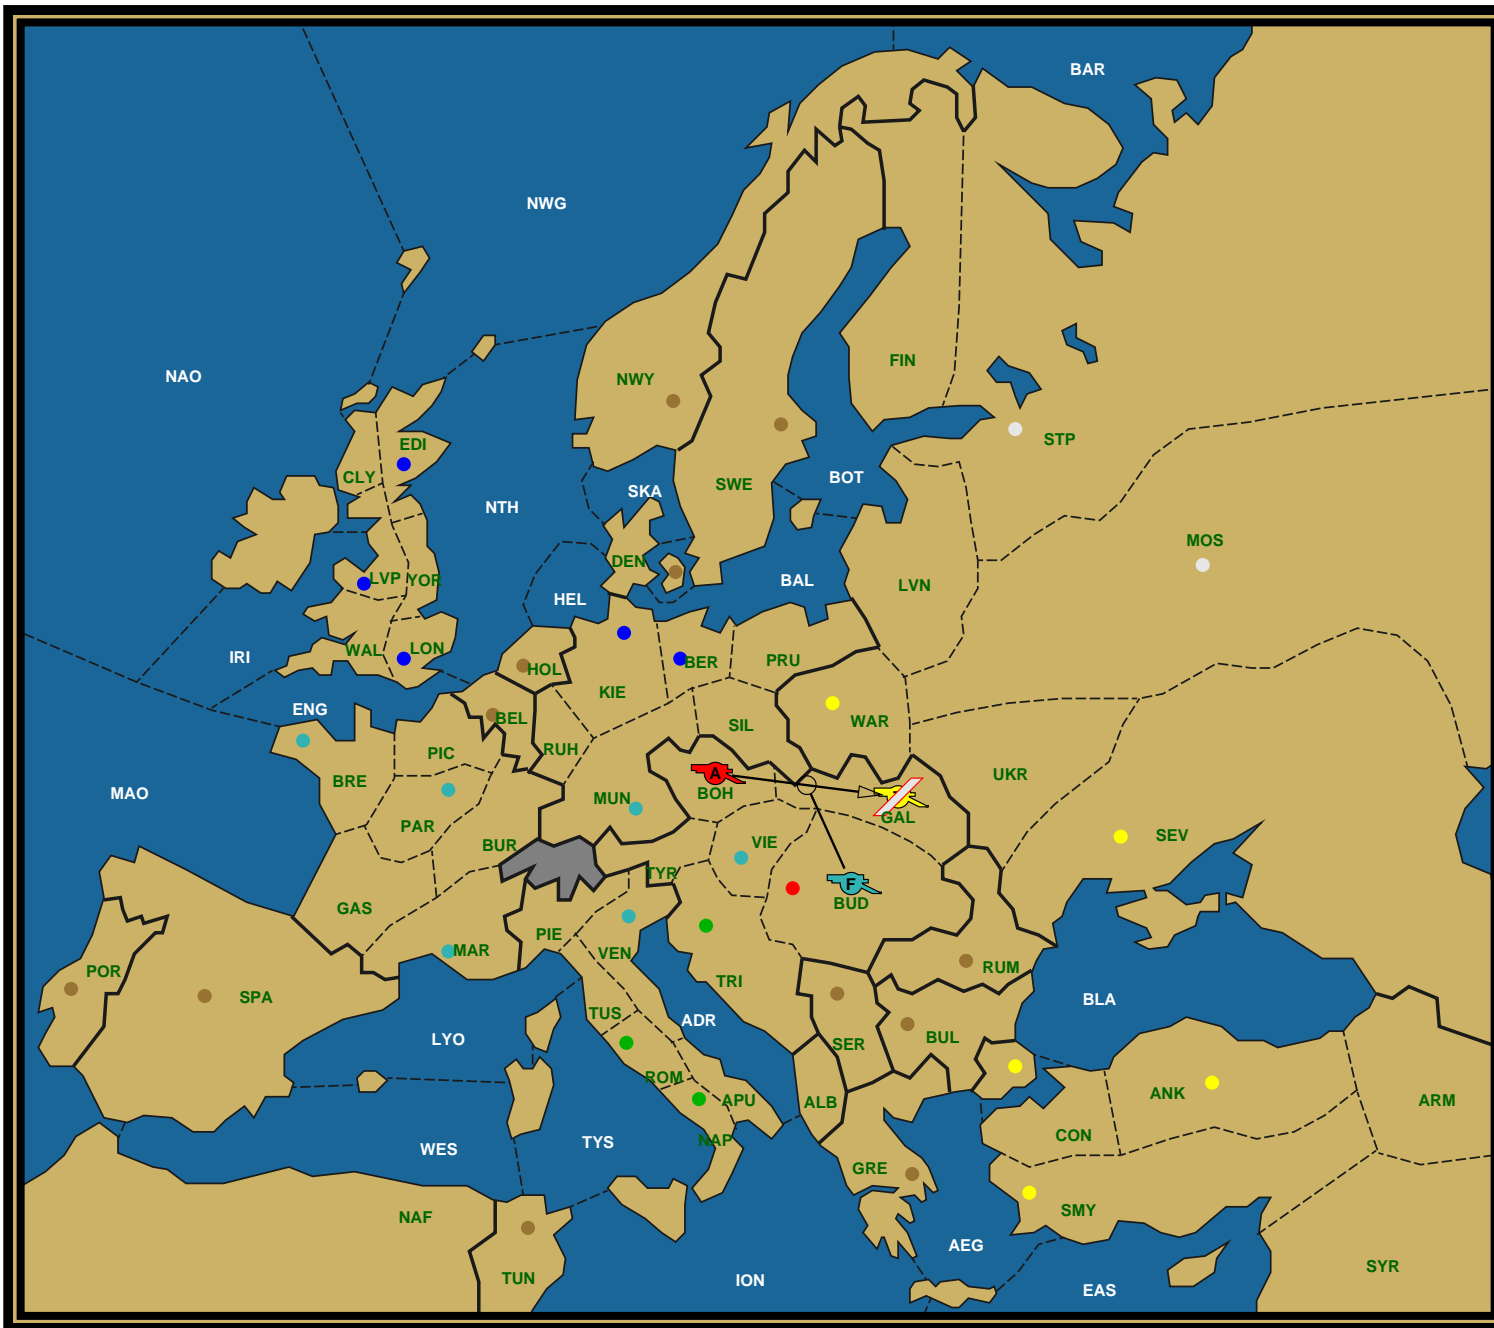 BAR
NWG
NAO
FIN
NWY
EDI
STP
CLY
SWE
BOT
SKA
NTH
MOS
DEN
LVP
YOR
BAL
LVN
HEL
WAL
LON
IRI
HOL
BER
PRU
KIE
ENG
BEL
WAR
SIL
PIC
RUH
BRE
UKR
A
BOH
MAO
MUN
GAL
PAR
SEV
BUR
VIE
TYR
F
BUD
GAS
PIE
VEN
MAR
RUM
POR
TRI
SPA
BLA
TUS
ADR
LYO
BUL
SER
ROM
ANK
APU
ALB
ARM
CON
NAP
TYS
WES
GRE
SMY
NAF
AEG
SYR
TUN
ION
EAS